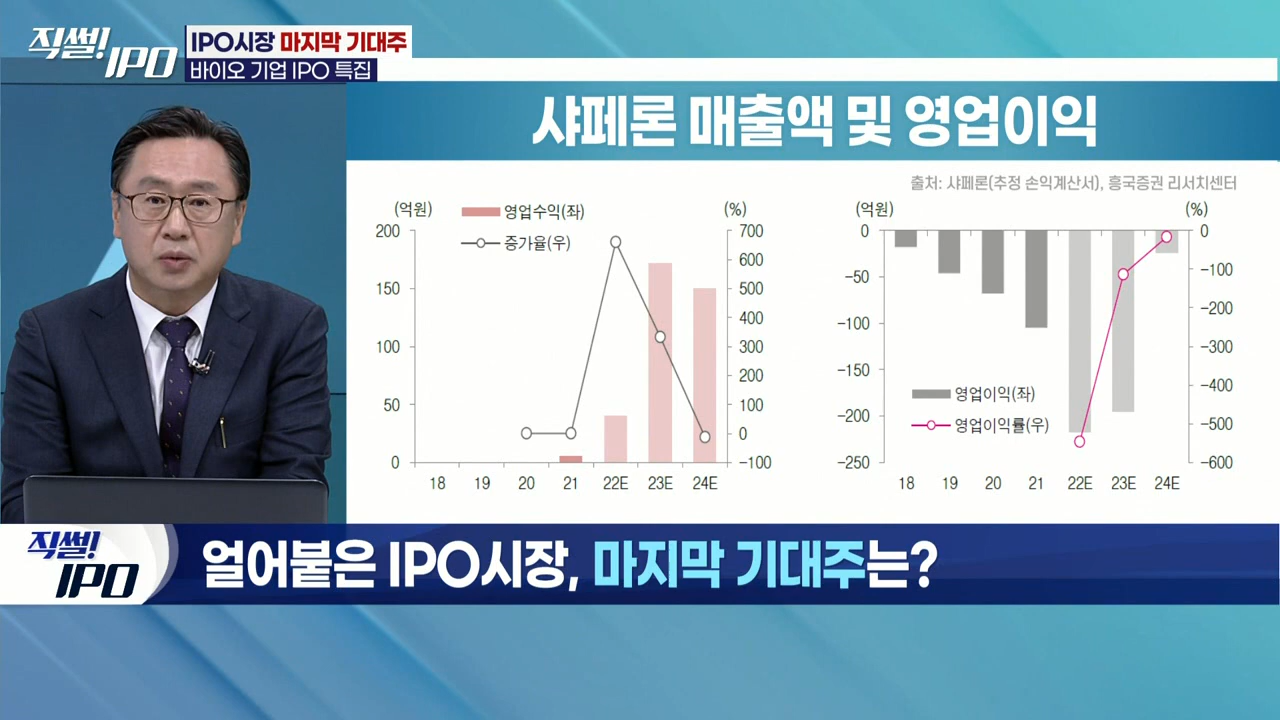 직썰! IPO
IPO시장 마지막 기대주
바이오 기업 IPO 특집
샤페론 매출액 및 영업이익
출처: 샤페론(추정 손익계산서), 흥국증권 리서치센터
(억원)
영업수익(좌)
증가율(우)
(%)
200
150
100
50
0
700
600
500
400
300
200
100
0
-100
18 19 20 21 22E 23E 24E
(억원)
(%)
0
-50
-100
-150
-200
-250
영업이익(좌)
영업이익률(우)
0
-100
-200
-300
-400
-500
-600
18 19 20 21 22E 23E 24E
직썰! IPO
얼어붙은 IPO시장, 마지막 기대주는?